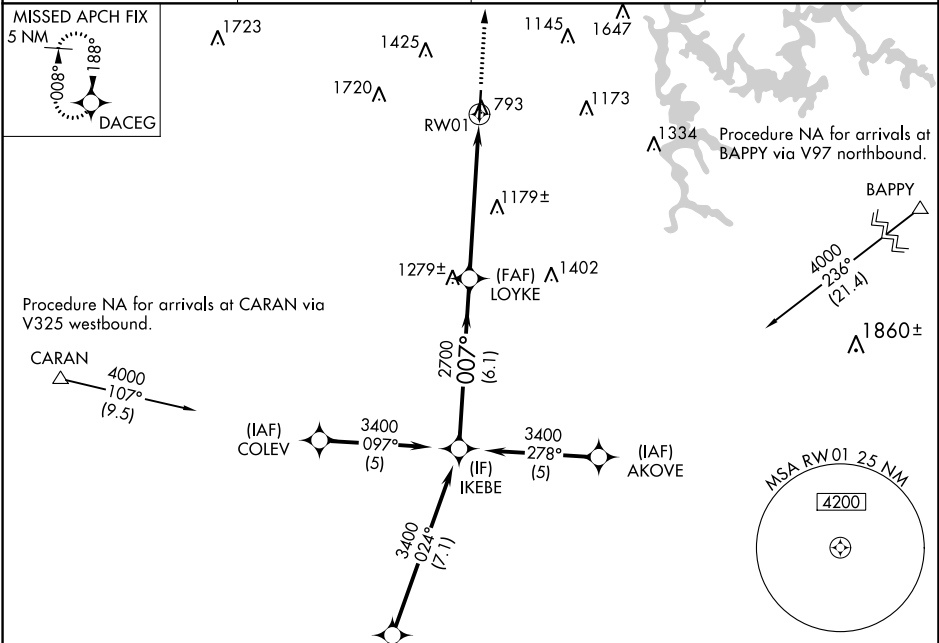 MISSED APCH FIX
5 NM
008°
188°
DACEG
1723
1425
1145
1647
1720
793
RW01
1173
1334
Procedure NA for arrivals at
BAPPY via V97 northbound.
BAPPY
4000
236°
(21.4)
1179±
1279±
(FAF)
LOYKE
1402
1860±
Procedure NA for arrivals at CARAN via
V325 westbound.
CARAN
4000
107°
(9.5)
2700
007°
(6.1)
(IAF)
COLEV
3400
097°
(5)
(IF)
IKEBE
3400
278°
(5)
(IAF)
AKOVE
3400
024°
(7.1)
MSA RW01 25 NM
4200